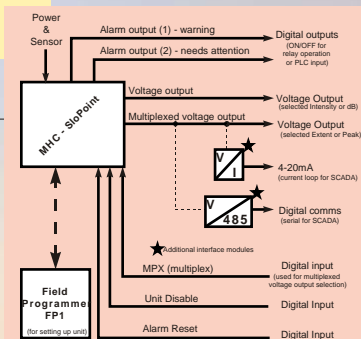 Power
&
Sensor
Alarm output (1) - warning
Alarm output (2) - needs attention
Digital outputs
(ON/OFF for
relay operation
or PLC input)
MHC - SloPoint
Voltage output
Voltage Output
(selected Intensity or dB)
Multiplexed voltage output
Voltage Output
(selected Extent or Peak)
V
I
4-20mA
(current loop for SCADA)
V
485
Digital comms
(serial for SCADA)
Additional interface modules
MPX (multiplex)
Digital input
(used for multiplexed
voltage output selection)
Unit Disable
Digital Input
Field
Programmer
FP1
(for setting up unit)
Alarm Reset
Digital Input